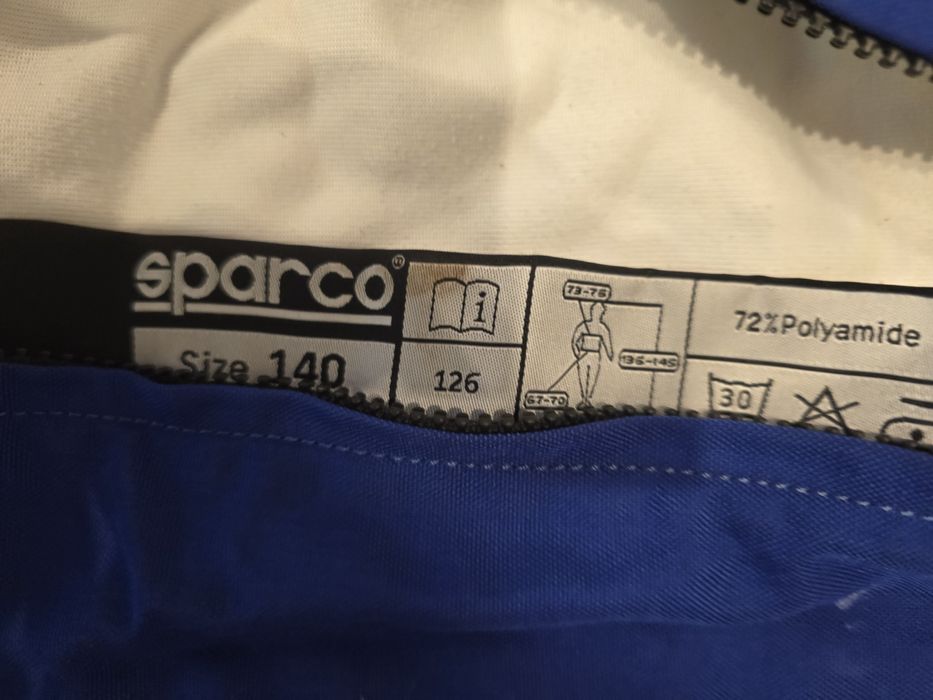 sparco®
Size 140
i
126
73-76
136-145
67-70
72%Polyamide
30